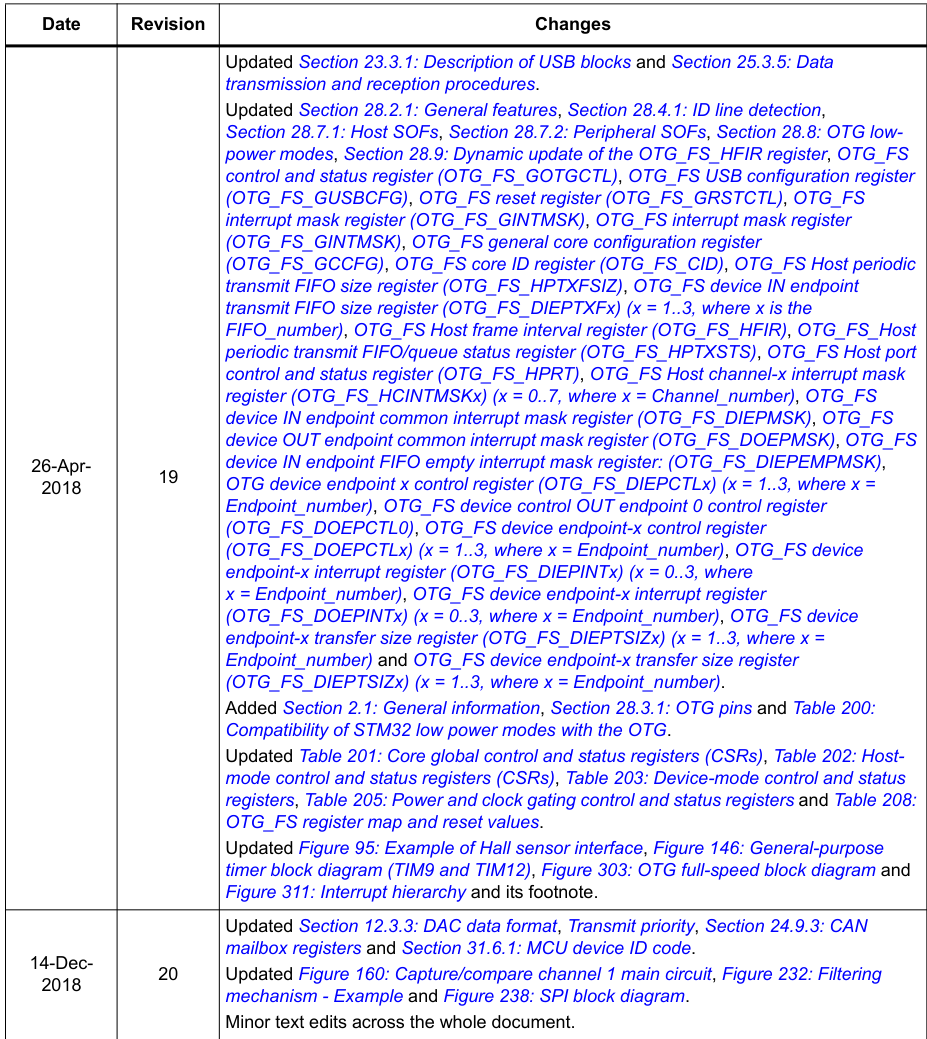 Date Revision Changes
Updated Section 23.3.1: Description of USB blocks and Section 25.3.5: Data
transmission and reception procedures.
Updated Section 28.2.1: General features, Section 28.4.1: ID line detection,
Section 28.7.1: Host SOFs, Section 28.7.2: Peripheral SOFs, Section 28.8: OTG low-
power modes, Section 28.9: Dynamic update of the OTG_FS_HFIR register, OTG_FS
control and status register (OTG_FS_GOTGCTL), OTG_FS USB configuration register
(OTG_FS_GUSBCFG), OTG_FS reset register (OTG_FS_GRSTCTL), OTG_FS
interrupt mask register (OTG_FS_GINTMSK), OTG_FS interrupt mask register
(OTG_FS_GINTMSK), OTG_FS general core configuration register
(OTG_FS_GCCFG), OTG_FS core ID register (OTG_FS_CID), OTG_FS Host periodic
transmit FIFO size register (OTG_FS_HPTXFSIZ), OTG_FS device IN endpoint
transmit FIFO size register (OTG_FS_DIEPTXFx) (x = 1..3, where x is the
FIFO_number), OTG_FS Host frame interval register (OTG_FS_HFIR), OTG_FS_Host
periodic transmit FIFO/queue status register (OTG_FS_HPTXSTS), OTG_FS Host port
control and status register (OTG_FS_HPRT), OTG_FS Host channel-x interrupt mask
register (OTG_FS_HCINTMSKx) (x = 0..7, where x = Channel_number), OTG_FS
device IN endpoint common interrupt mask register (OTG_FS_DIEPMSK), OTG_FS
device OUT endpoint common interrupt mask register (OTG_FS_DOEPMSK), OTG_FS
device IN endpoint FIFO empty interrupt mask register: (OTG_FS_DIEPEMPMSK),
OTG device endpoint x control register (OTG_FS_DIEPCTLx) (x = 1..3, where x =
Endpoint_number), OTG_FS device control OUT endpoint 0 control register
(OTG_FS_DOEPCTL0), OTG_FS device endpoint-x control register
(OTG_FS_DOEPCTLx) (x = 1..3, where x = Endpoint_number), OTG_FS device
endpoint-x interrupt register (OTG_FS_DIEPINTx) (x = 0..3, where
x = Endpoint_number), OTG_FS device endpoint-x interrupt register
(OTG_FS_DOEPINTx) (x = 0..3, where x = Endpoint_number), OTG_FS device
endpoint-x transfer size register (OTG_FS_DIEPTSIZx) (x = 1..3, where x =
Endpoint_number) and OTG_FS device endpoint-x transfer size register
(OTG_FS_DIEPTSIZx) (x = 1..3, where x = Endpoint_number).
Added Section 2.1: General information, Section 28.3.1: OTG pins and Table 200:
Compatibility of STM32 low power modes with the OTG.
Updated Table 201: Core global control and status registers (CSRs), Table 202: Host-
mode control and status registers (CSRs), Table 203: Device-mode control and status
registers, Table 205: Power and clock gating control and status registers and Table 208:
OTG_FS register map and reset values.
Updated Figure 95: Example of Hall sensor interface, Figure 146: General-purpose
timer block diagram (TIM9 and TIM12), Figure 303: OTG full-speed block diagram and
Figure 311: Interrupt hierarchy and its footnote.
26-Apr-
2018
19
Updated Section 12.3.3: DAC data format, Transmit priority, Section 24.9.3: CAN
mailbox registers and Section 31.6.1: MCU device ID code.
Updated Figure 160: Capture/compare channel 1 main circuit, Figure 232: Filtering
mechanism - Example and Figure 238: SPI block diagram.
Minor text edits across the whole document.
14-Dec-
2018
20